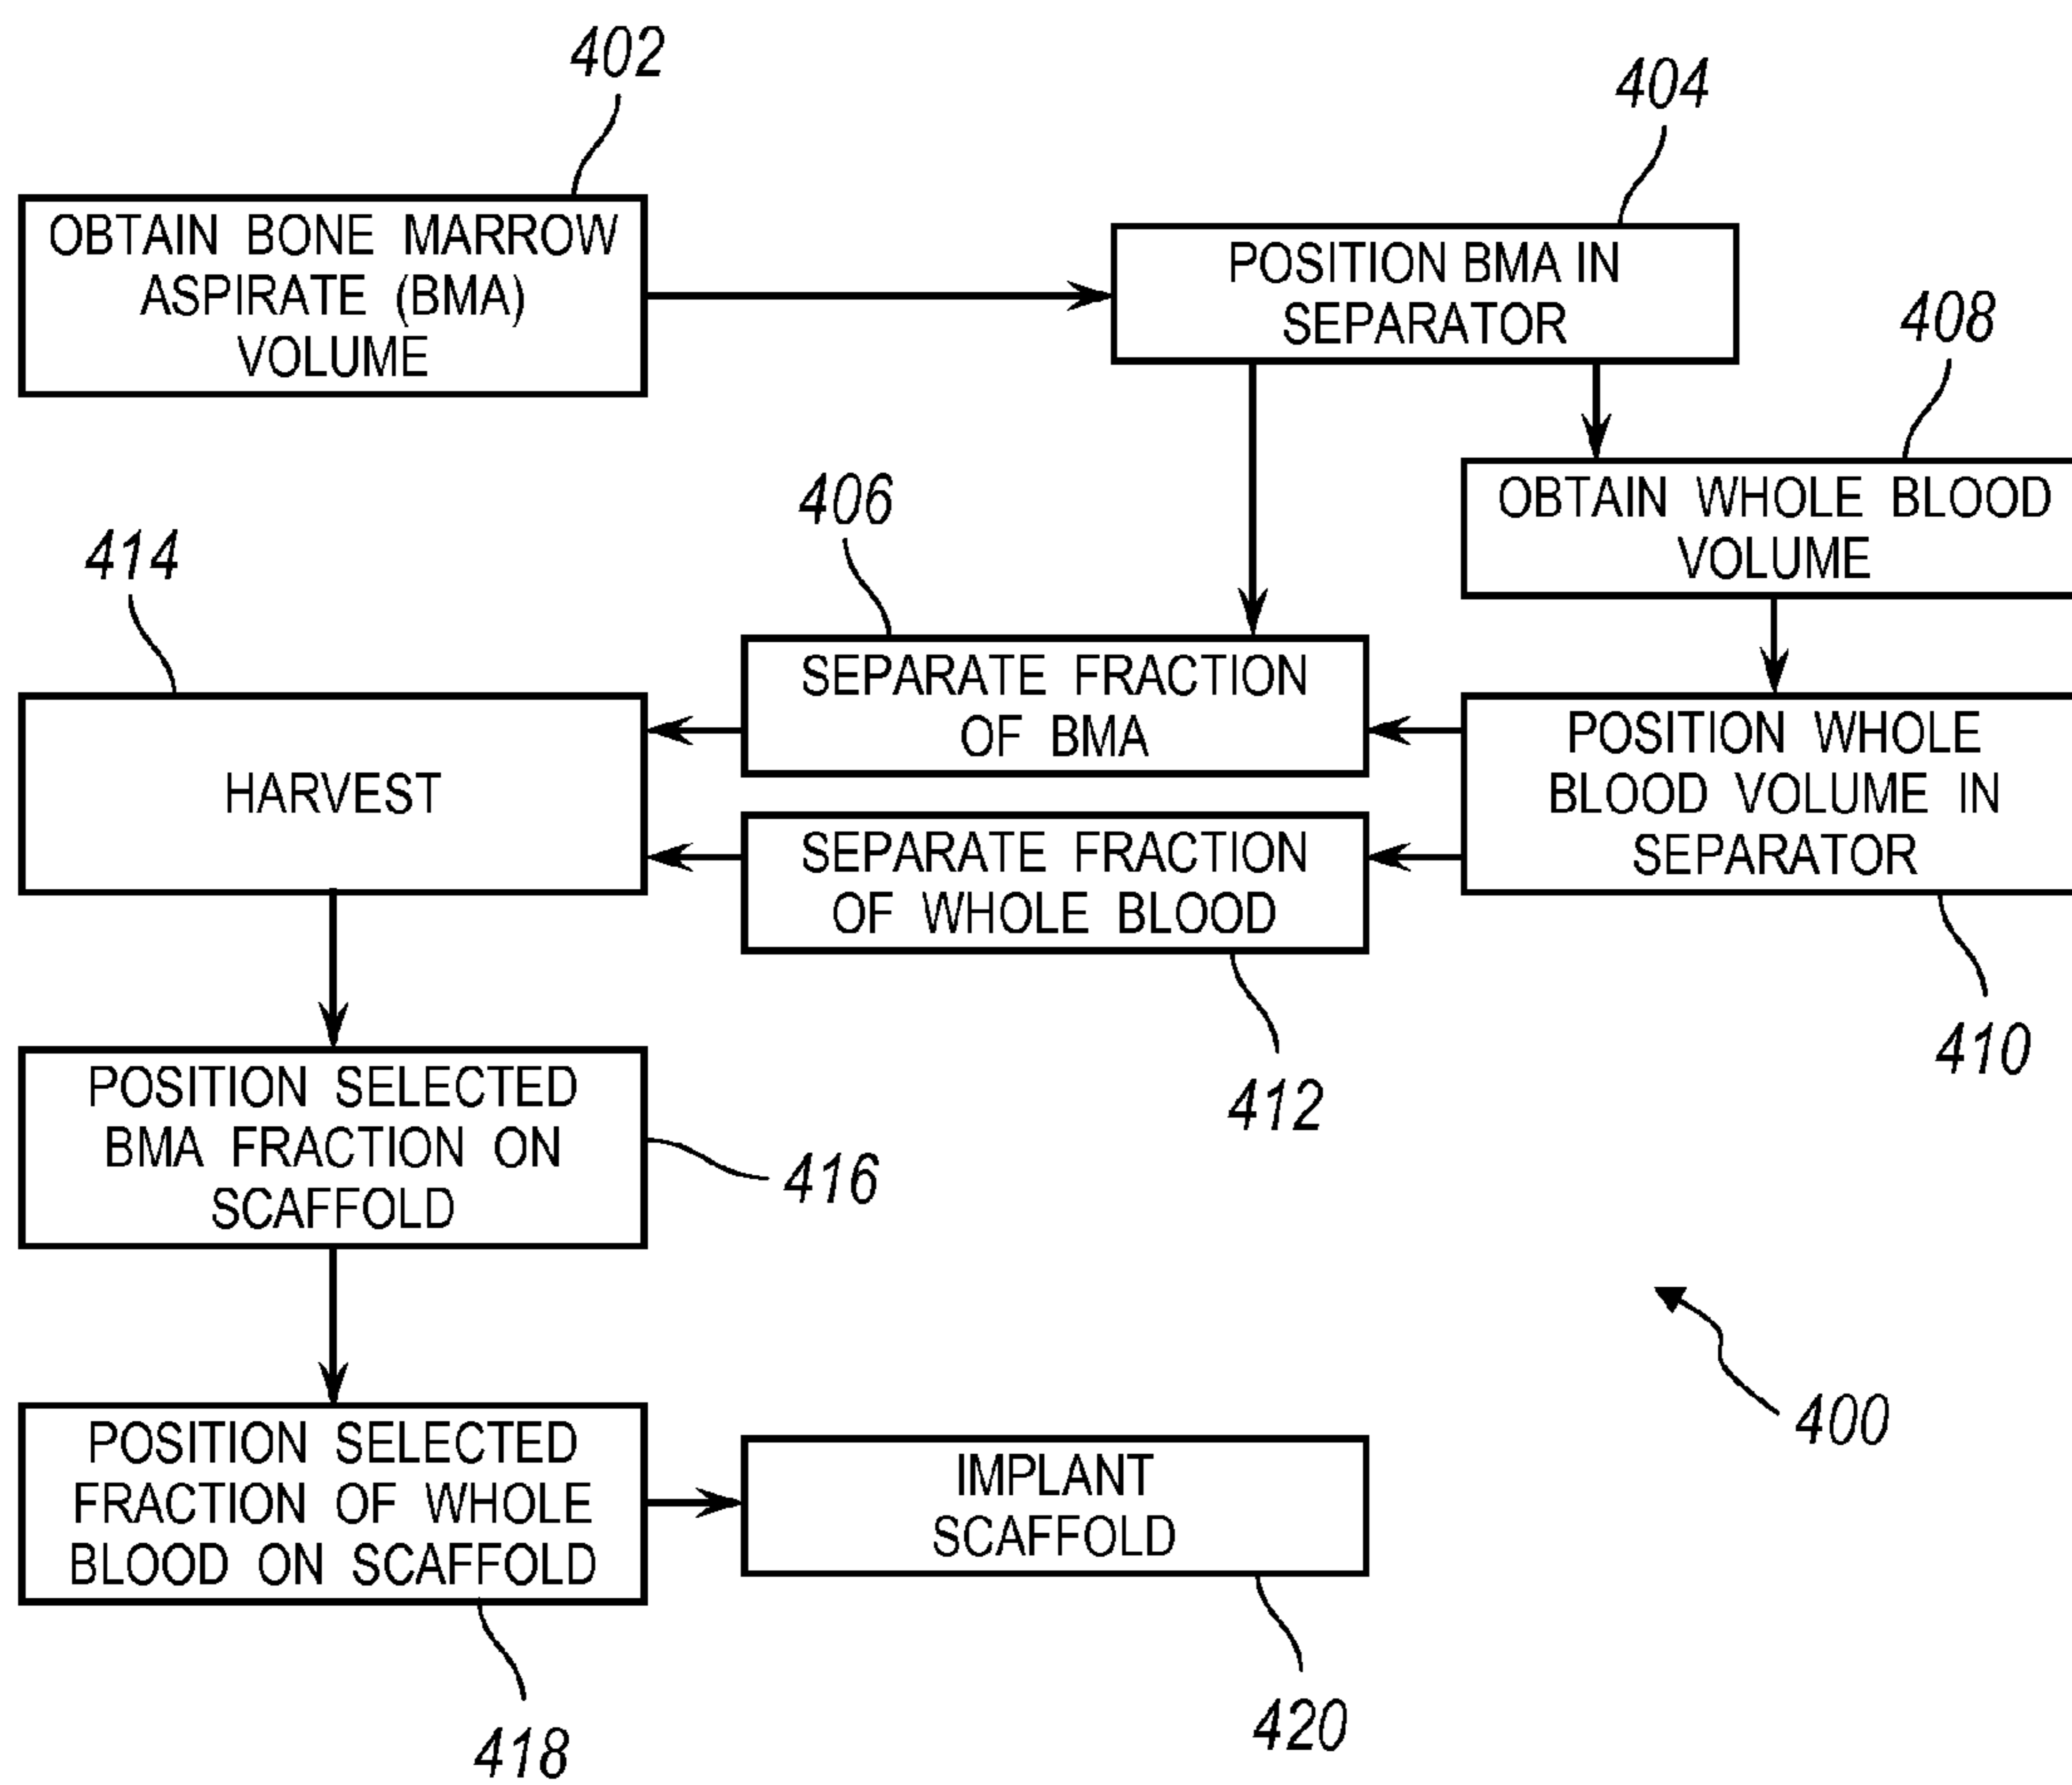 402
OBTAIN BONE MARROW
ASPIRATE (BMA)
VOLUME
404
POSITION BMA IN
SEPARATOR
408
OBTAIN WHOLE BLOOD
VOLUME
406
SEPARATE FRACTION
OF BMA
414
HARVEST
POSITION WHOLE
BLOOD VOLUME IN
SEPARATOR
410
SEPARATE FRACTION
OF WHOLE BLOOD
412
POSITION SELECTED
BMA FRACTION ON
SCAFFOLD
416
400
POSITION SELECTED
FRACTION OF WHOLE
BLOOD ON SCAFFOLD
418
IMPLANT
SCAFFOLD
420